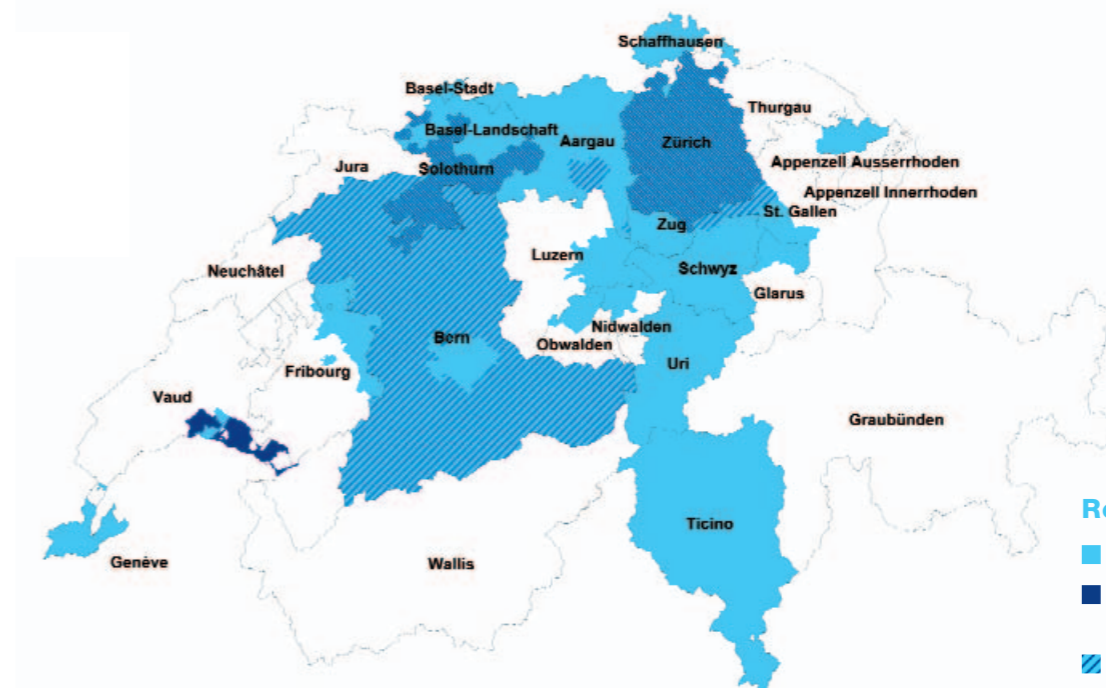 Schaffhausen
Basel-Stadt
Thurgau
Basel-Landschaft
Aargau
Zürich
Appenzell Ausserrhoden
Jura
Solothurn
Appenzell Innerrhoden
St. Gallen
Zug
Luzern
Schwyz
Neuchâtel
Glarus
Nidwalden
Bern
Obwalden
Uri
Fribourg
Vaud
Graubünden
Re
Ticino
Genève
Wallis